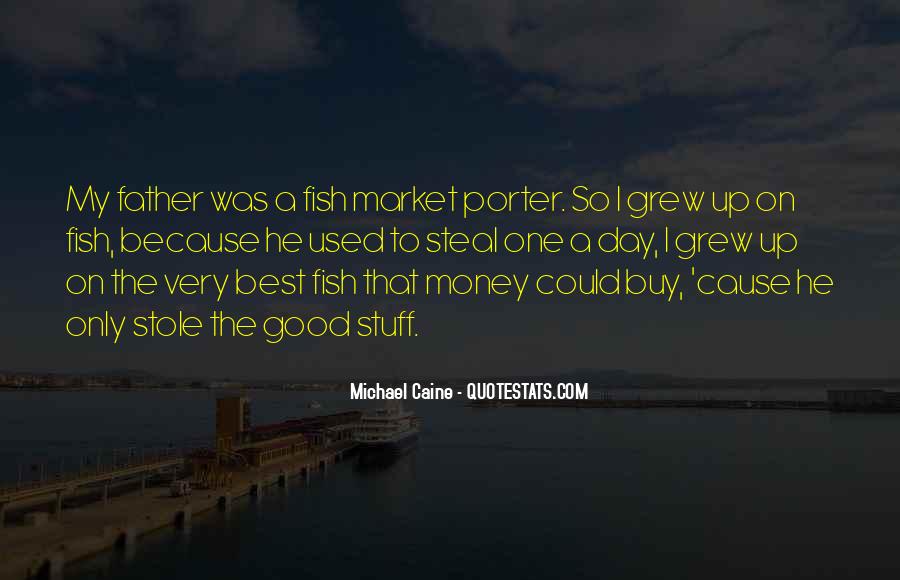 My father was a fish market porter. So I grew up on
fish, because he used to steal one a day, I grew up
on the very best fish that money could buy, 'cause he
only stole the good stuff.
Michael Caine - QUOTESTATS.COM